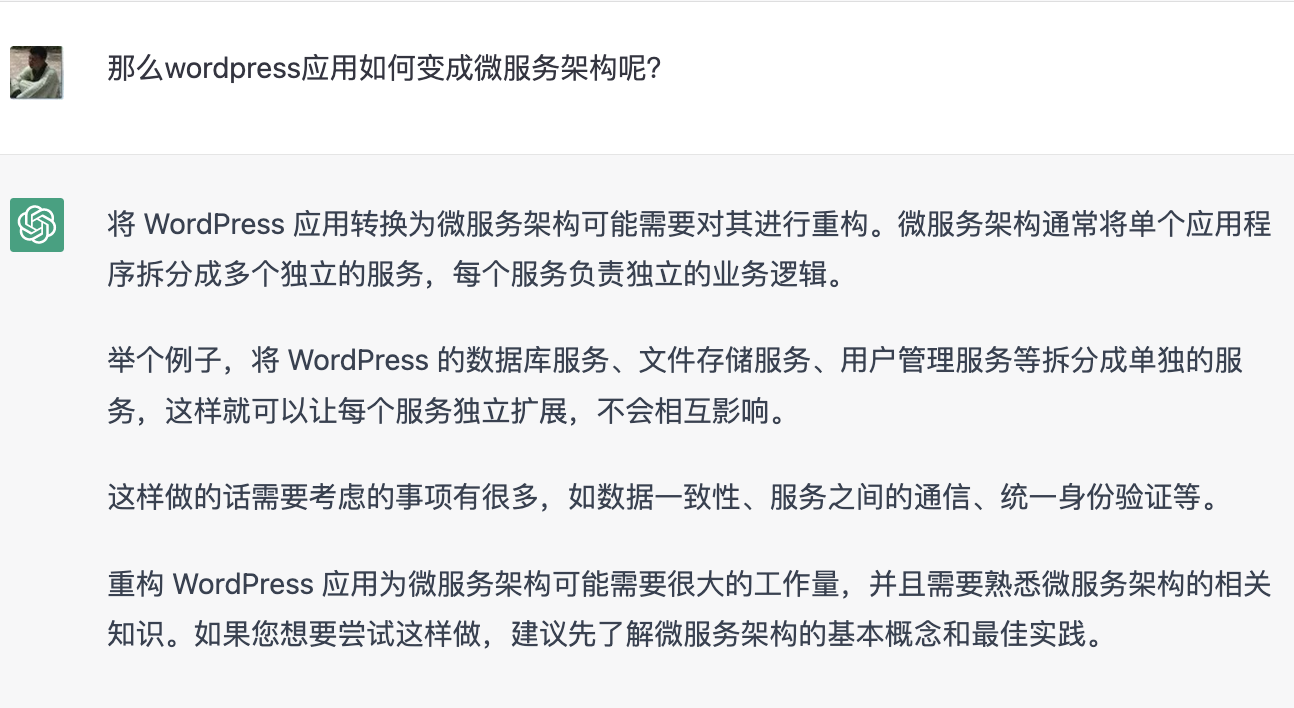 那么wordpress应用如何变成微服务架构呢?
将 WordPress 应用转换为微服务架构可能需要对其进行重构。微服务架构通常将单个应用程
序拆分成多个独立的服务，每个服务负责独立的业务逻辑。
举个例子，将 WordPress 的数据库服务、文件存储服务、用户管理服务等拆分成单独的服
务，这样就可以让每个服务独立扩展，不会相互影响。
这样做的话需要考虑的事项有很多，如数据一致性、服务之间的通信、统一身份验证等。
重构 WordPress 应用为微服务架构可能需要很大的工作量，并且需要熟悉微服务架构的相关
知识。如果您想要尝试这样做，建议先了解微服务架构的基本概念和最佳实践。